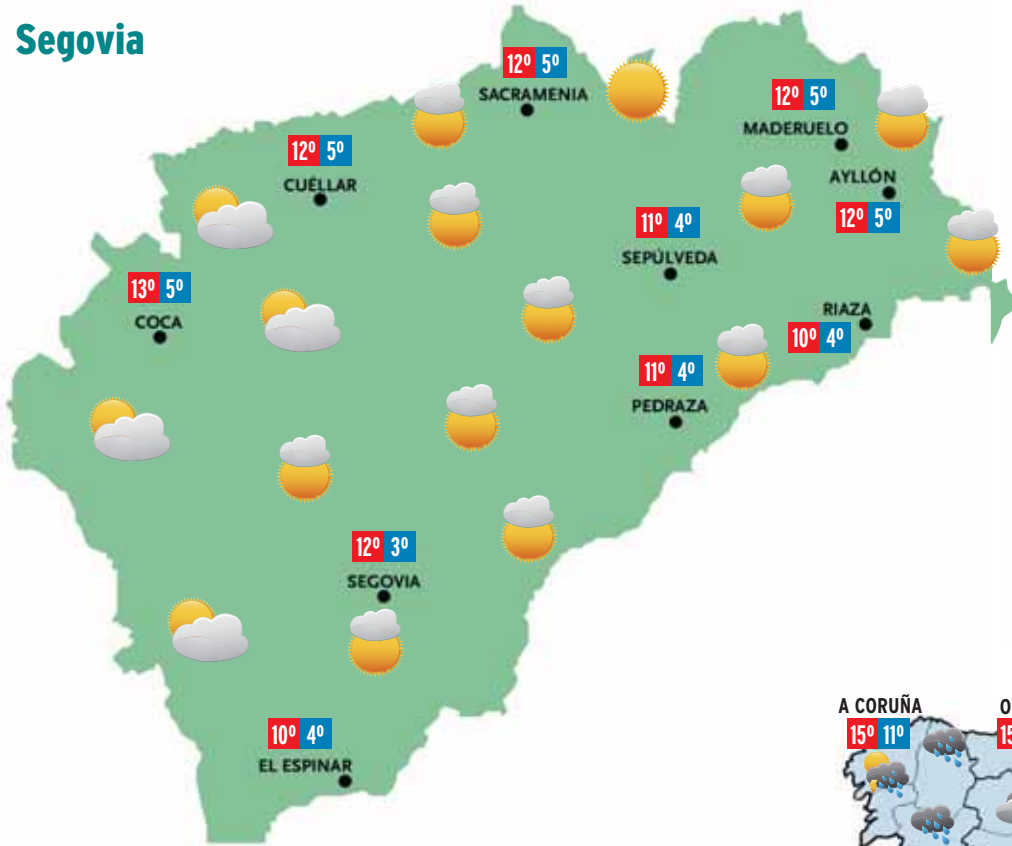 Segovia
12º 5º
SACRAMENIA
12º 5º
MADERUELO
AYLLÓN
12º 5º
12º 5º
CUÉLLAR
11º 4º
SEPÚLVEDA
13º 5º
COCA
RIAZA
10º 4º
11º 4º
PEDRAZA
12º 3º
SEGOVIA
10º 4º
EL ESPINAR
A CORUÑA
15º 11º
O
15